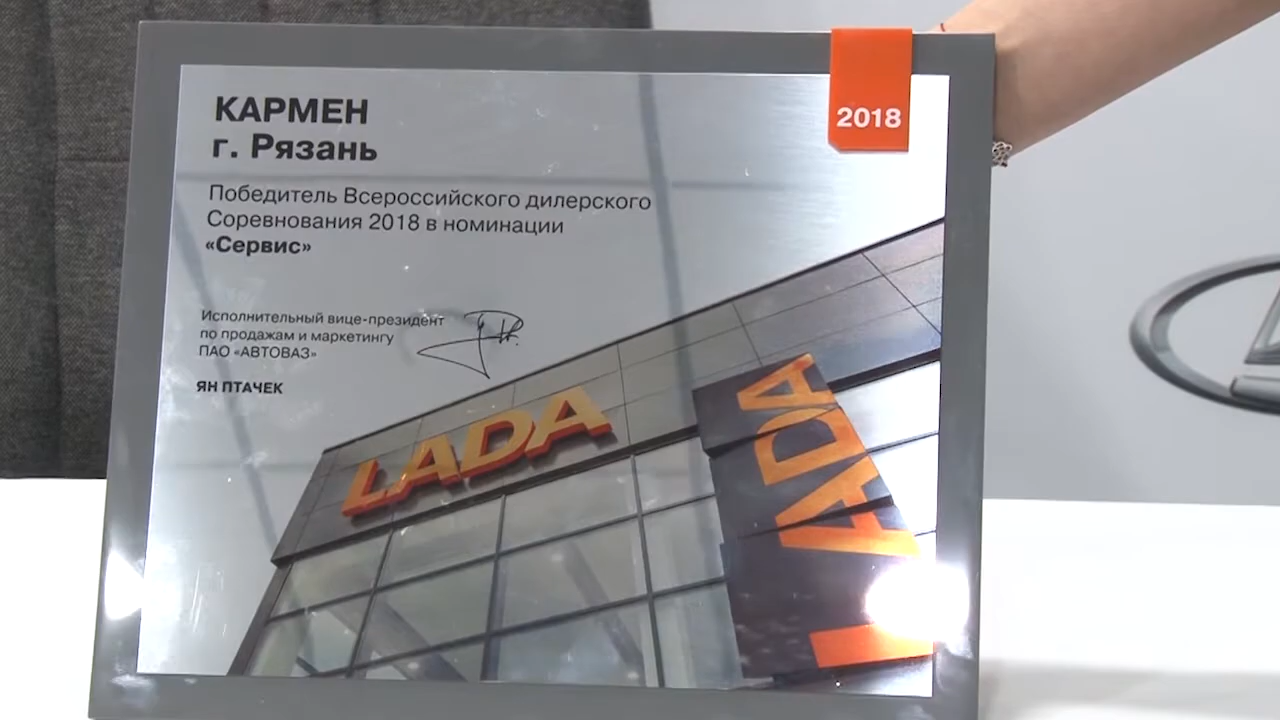 КАРМЕН
г. Рязань
2018
Победитель Всероссийского дилерского
Соревнования 2018 в номинации
«Сервис»
Исполнительный вице-президент
по продажам и маркетингу
ПАО «АВТОВАЗ»
ЯН ПТАЧЕК
LADA
LADA